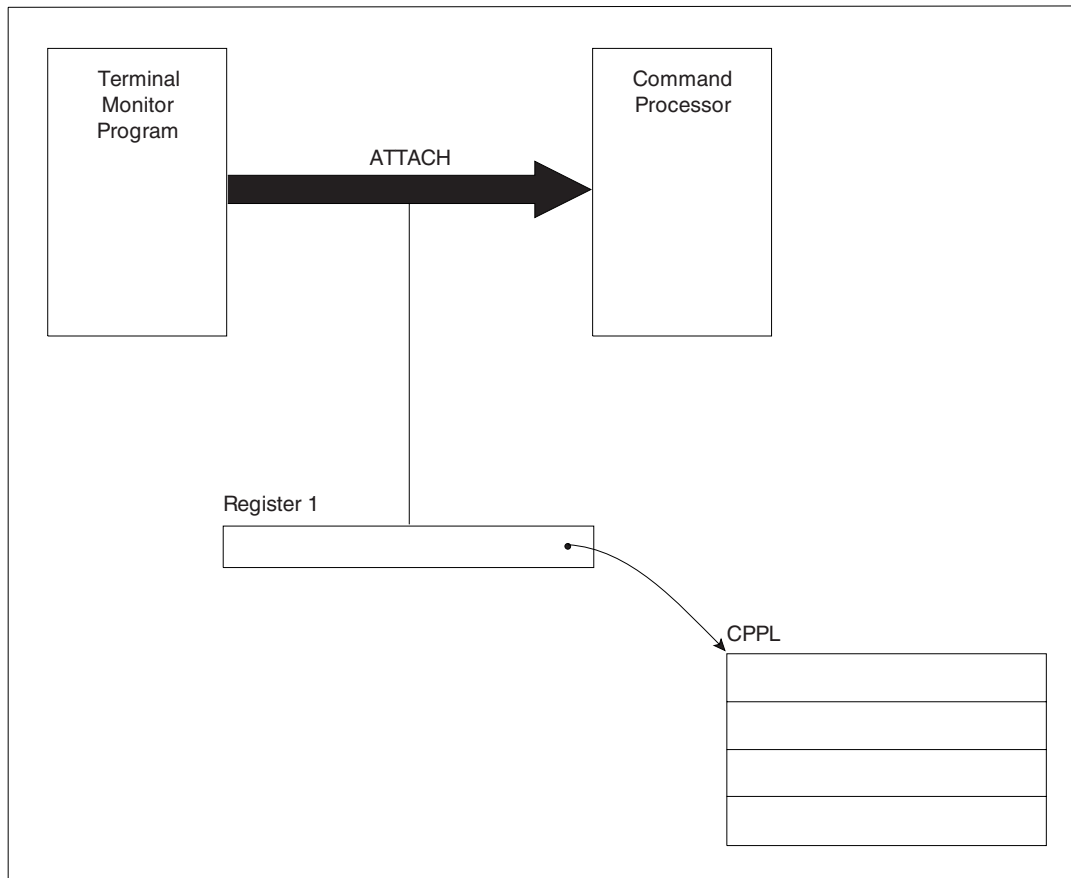 Terminal
Monitor
Program
Command
Processor
ATTACH
Register 1
CPPL